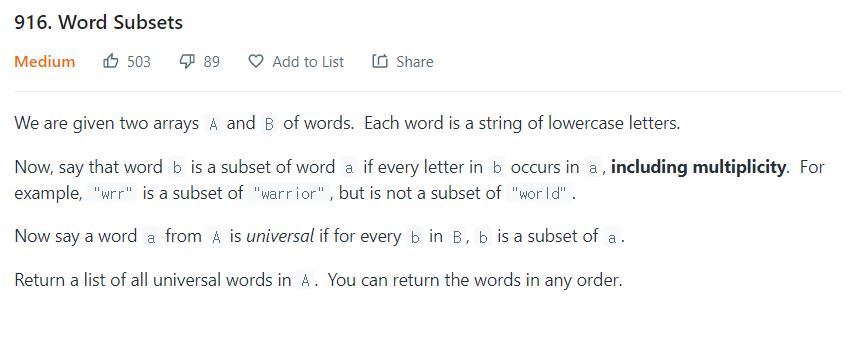 916. Word Subsets
Medium 503 89 Add to List Share
We are given two arrays A and B of words. Each word is a string of lowercase letters.
Now, say that word b is a subset of word a if every letter in b occurs in a, including multiplicity. For
example, "wrr" is a subset of "warrior", but is not a subset of "world".
Now say a word a from A is universal if for every b in B, b is a subset of a.
Return a list of all universal words in A. You can return the words in any order.